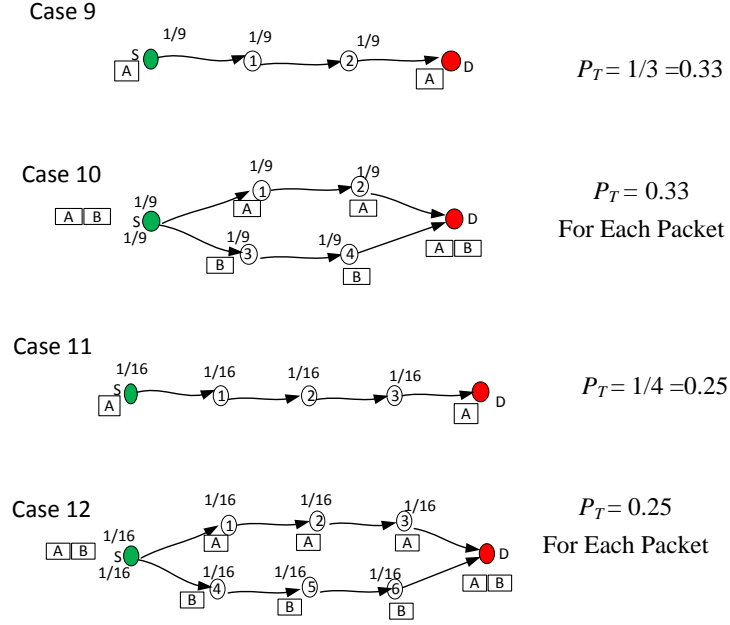 Case 9
1/9 1/9 1/9
S 1 2 D
A A
P_T = 1/3 =0.33
Case 10
1/9 1/9
1 2
A A
1/9
A B S D
1/9 1/9 1/9
3 4 A B
B B
P_T = 0.33
For Each Packet
Case 11
1/16 1/16 1/16 1/16
S 1 2 3 D
A A
P_T = 1/4 =0.25
Case 12
1/16 1/16 1/16
1 2 3
A A A
1/16
A B S D
1/16 1/16 1/16 1/16
4 5 6 A B
B B B
P_T = 0.25
For Each Packet